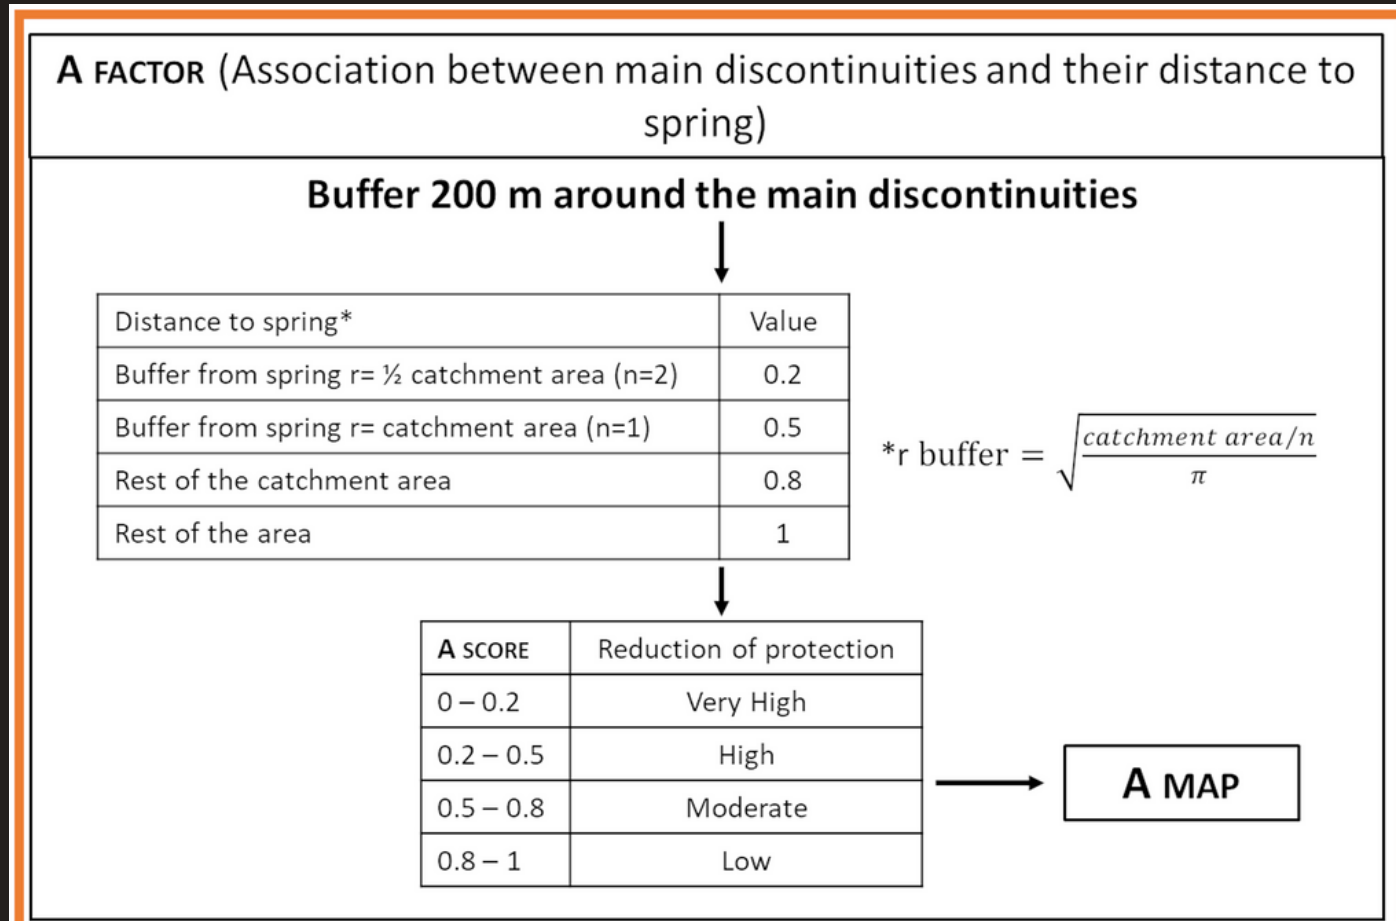 A FACTOR (Association between main discontinuities and their distance to
spring)
Buffer 200 m around the main discontinuities
Distance to spring* Value
Buffer from spring r= ½ catchment area (n=2) 0.2
Buffer from spring r= catchment area (n=1) 0.5
Rest of the catchment area 0.8
Rest of the area 1
*r buffer = √(catchment area/n / π)
A SCORE Reduction of protection
0 – 0.2 Very High
0.2 – 0.5 High
0.5 – 0.8 Moderate
0.8 – 1 Low
A MAP